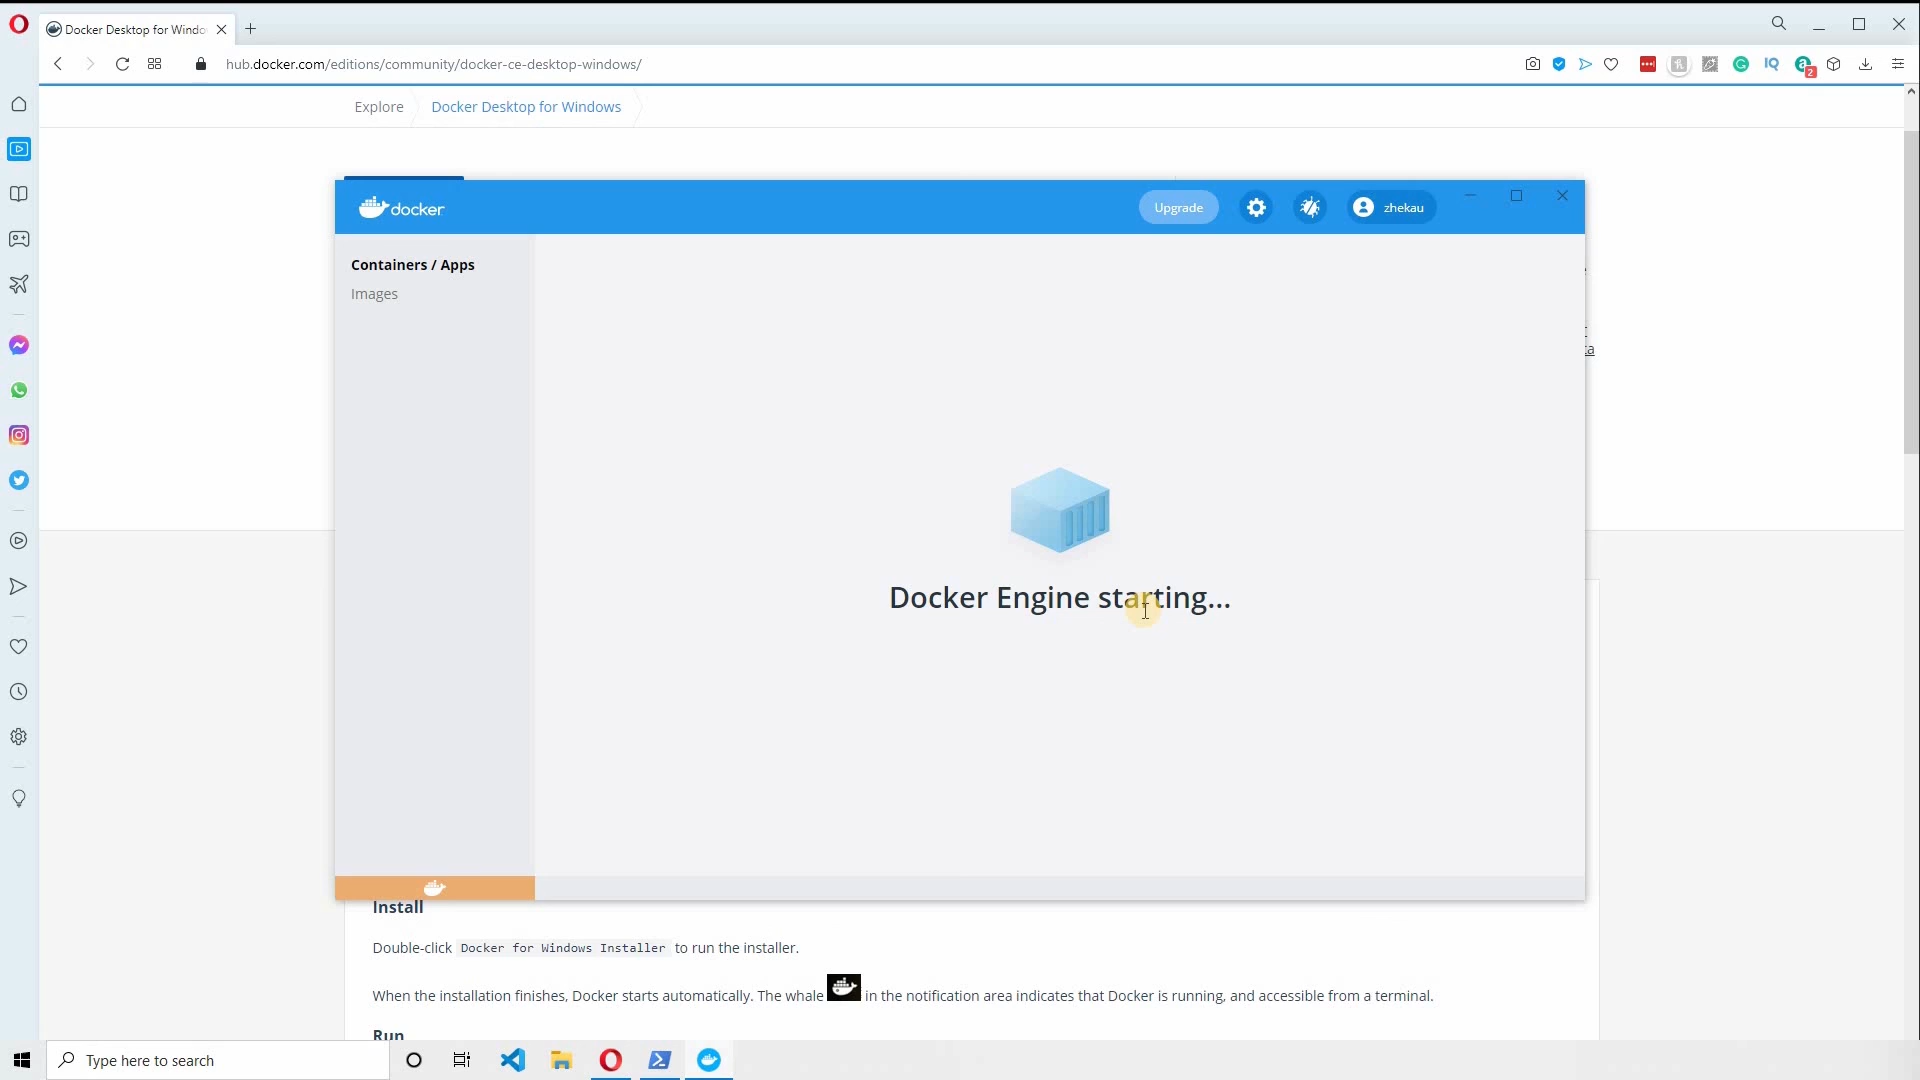 Docker Desktop for Windo
hub.docker.com/editions/community/docker-ce-desktop-windows/
IQ
2
Explore
Docker Desktop for Windows
docker
Upgrade
zhekau
Containers / Apps
Images
ta
Docker Engine starting...
Install
Double-click Docker for Windows Installer to run the installer.
When the installation finishes, Docker starts automatically. The whale in the notification area indicates that Docker is running, and accessible from a terminal.
Run
Type here to search